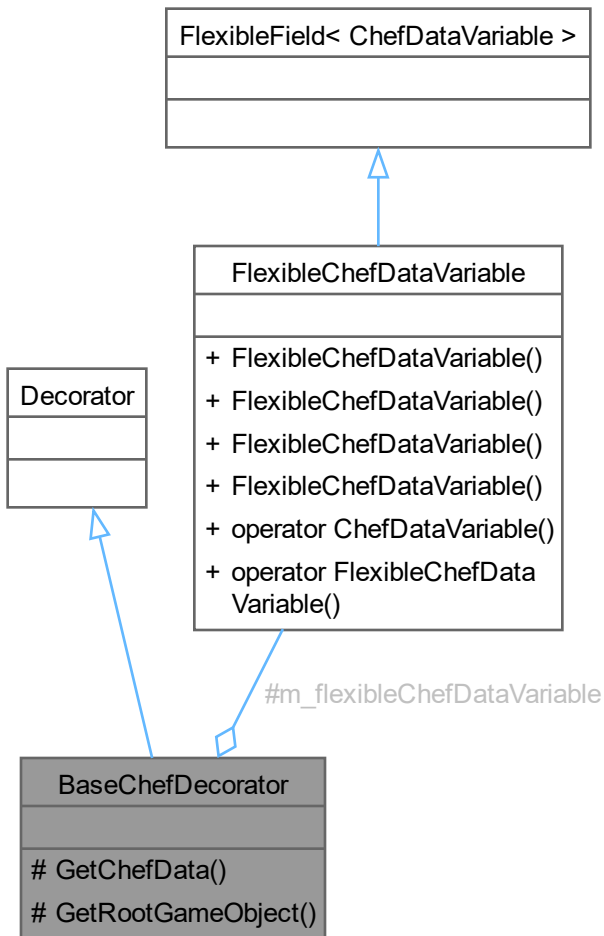 FlexibleField< ChefDataVariable >
FlexibleChefDataVariable
+ FlexibleChefDataVariable()
+ FlexibleChefDataVariable()
+ FlexibleChefDataVariable()
+ FlexibleChefDataVariable()
+ operator ChefDataVariable()
+ operator FlexibleChefData
Variable()
Decorator
#m_flexibleChefDataVariable
BaseChefDecorator
# GetChefData()
# GetRootGameObject()